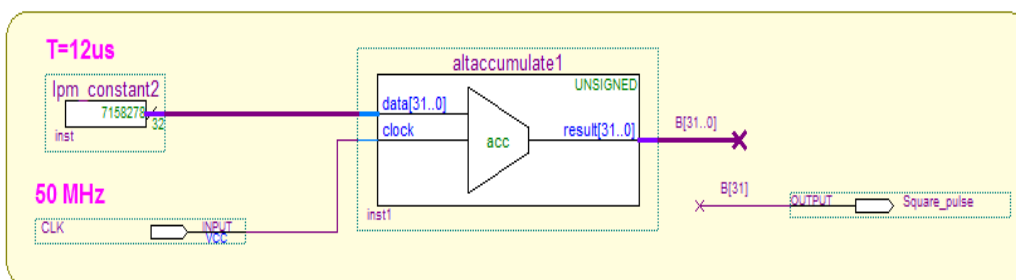 T=12us
lpm_constant2
7158278
32
inst
altaccumulate1
UNSIGNED
data[31..0]
clock
acc
result[31..0]
inst1
B[31..0]
B[31]
OUTPUT
Square_pulse
50 MHz
CLK
INPUT
VCC